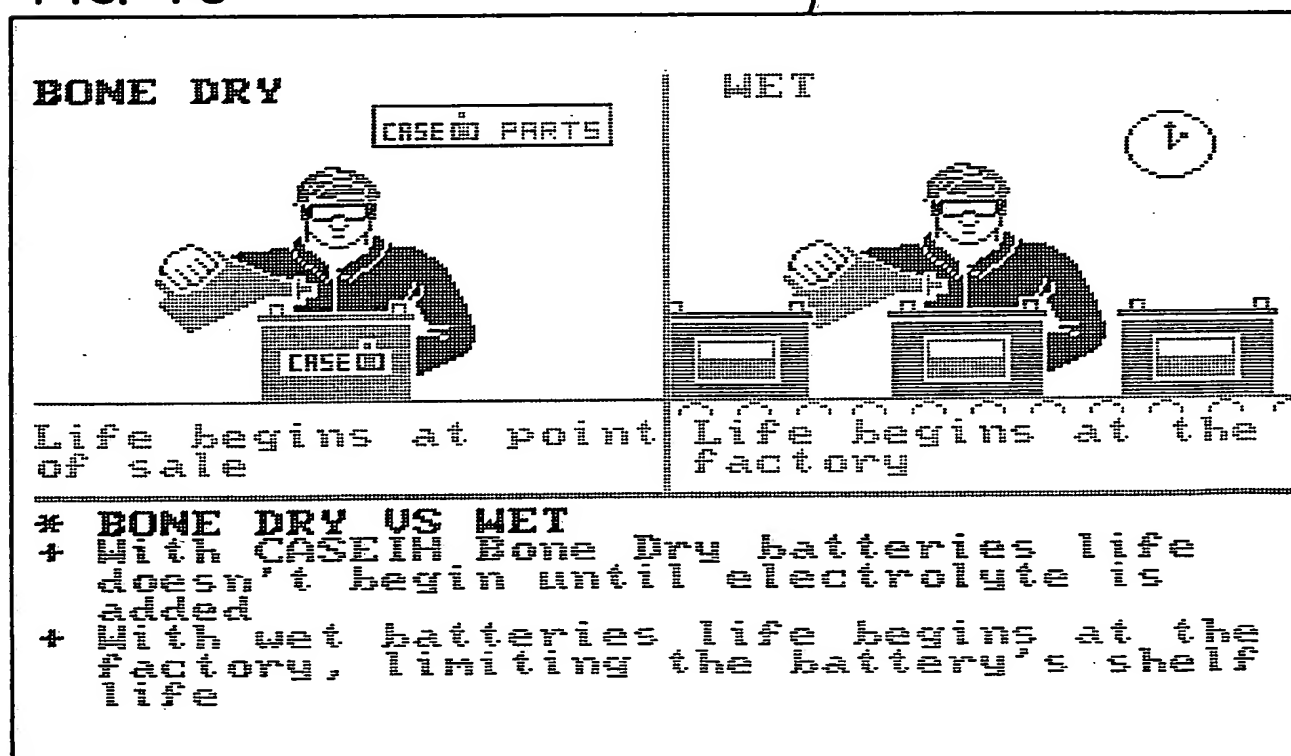 BONE DRY
CASE IH PARTS
CASE IH
Life begins at point
of sale
WET
Life begins at the
factory
* BONE DRY VS WET
+ With CASEIH Bone Dry batteries life
doesn't begin until electrolyte is
added
+ With wet batteries life begins at the
factory, limiting the battery's shelf
life